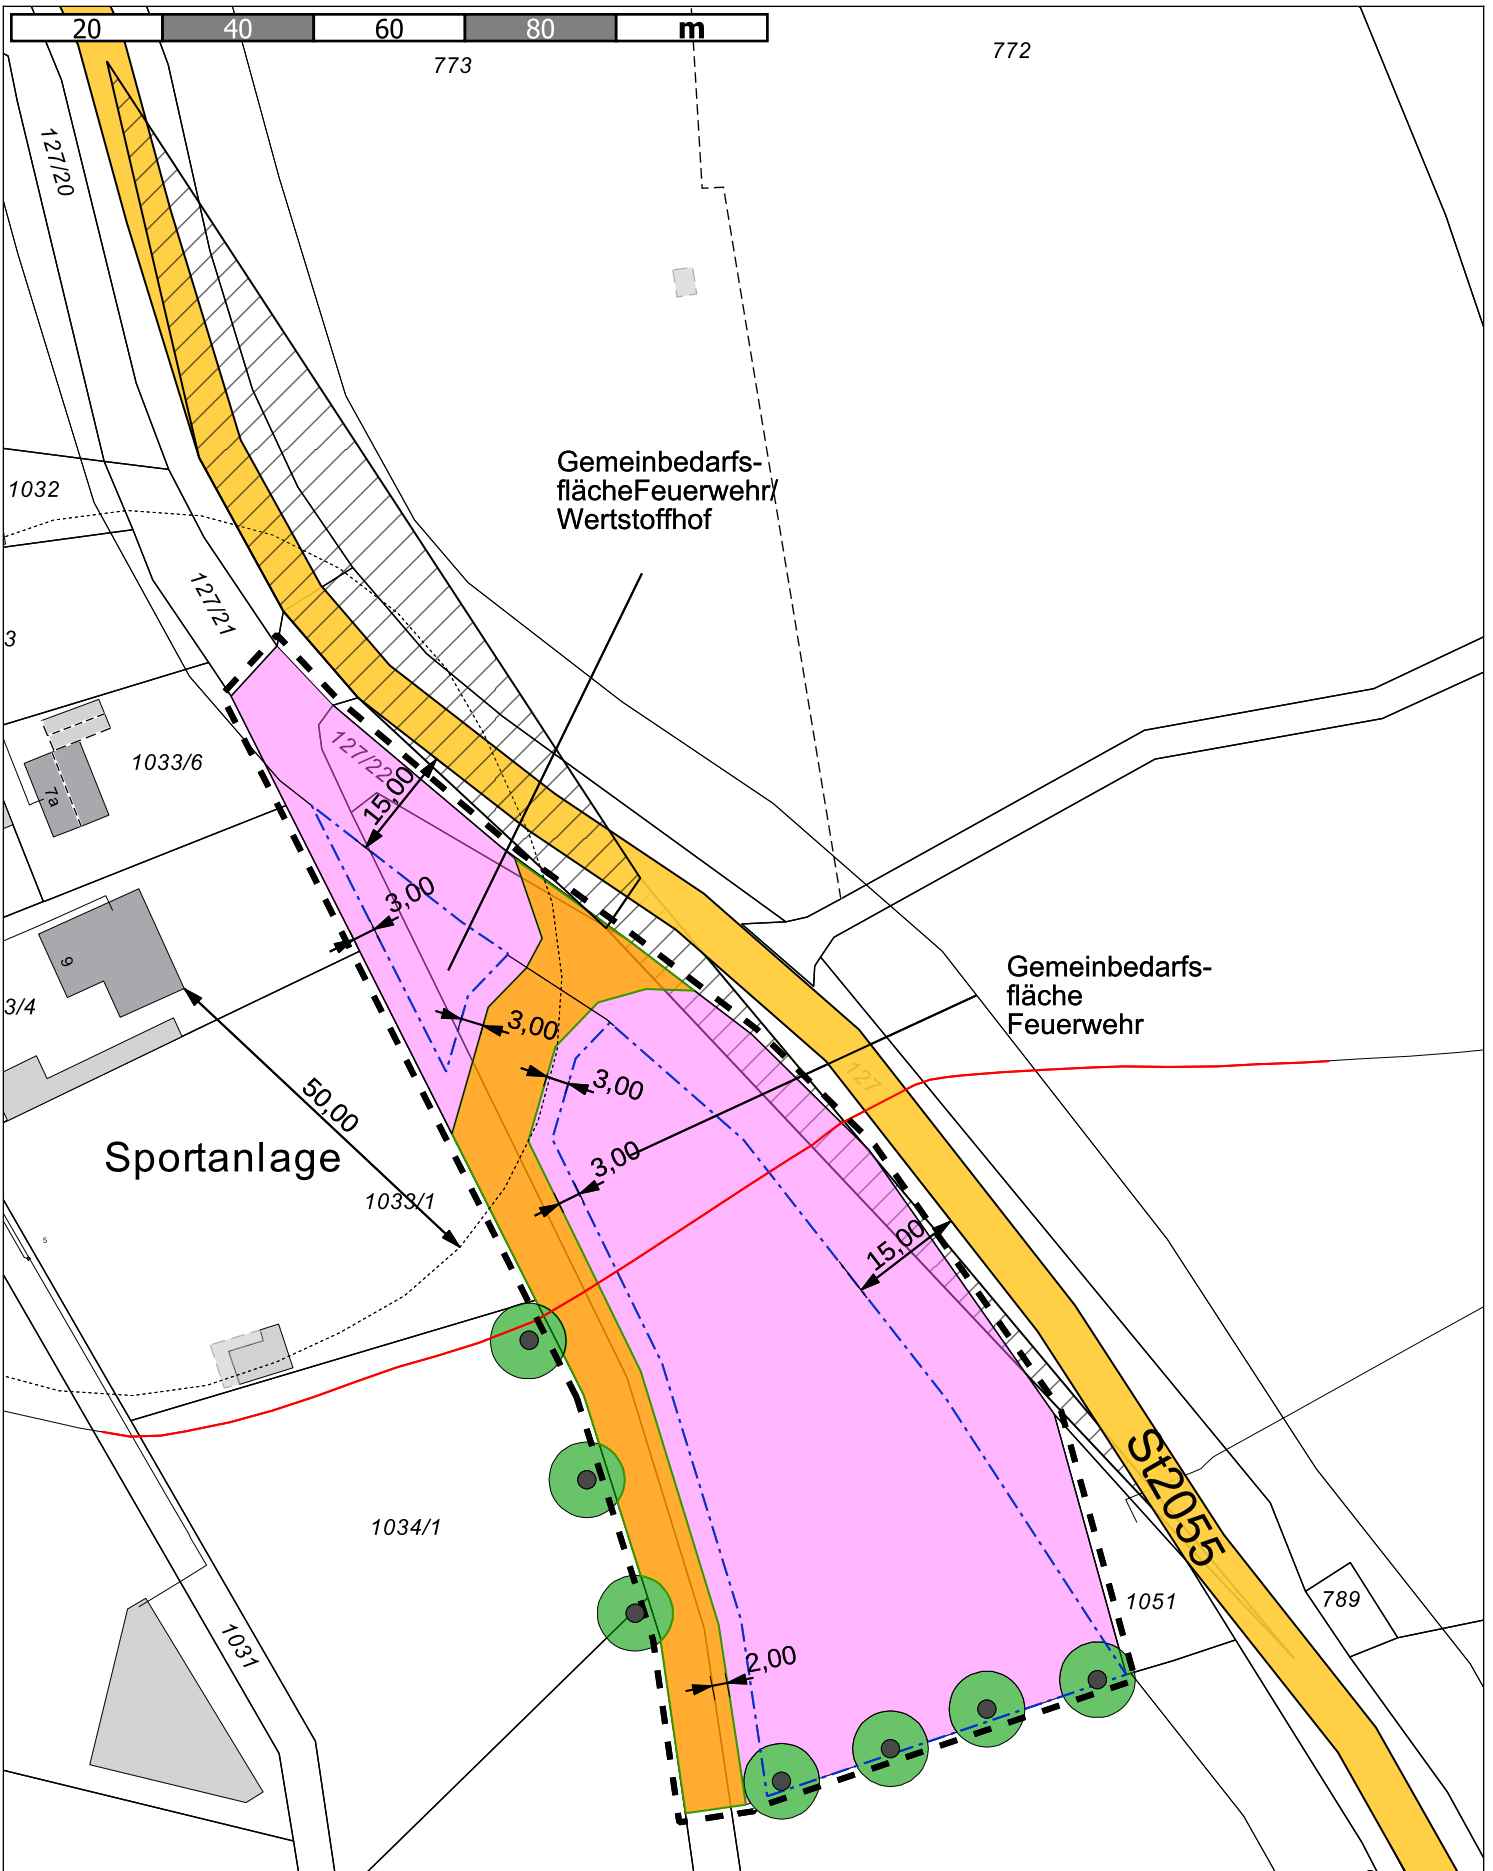 20 40 60 80 m
773
772
127/20
Gemeinbedarfs-
flächeFeuerwehr/
Wertstoffhof
1032
127/21
3
127/22
1033/6
15,00
7a
3,00
9
Gemeinbedarfs-
fläche
Feuerwehr
3/4
3,00
3,00
127
50,00
Sportanlage
3,00
1033/1
15,00
5
St2055
1034/1
1051
789
1031
2,00